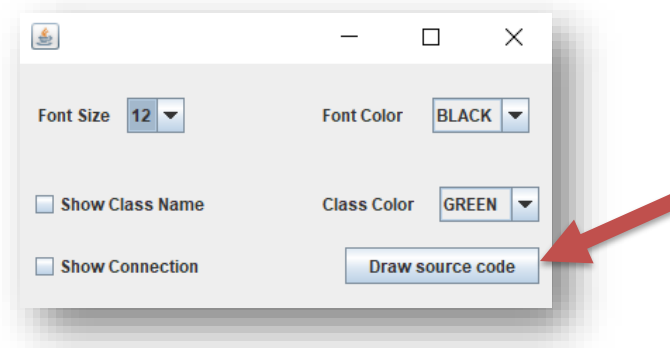 Font Size 12 Font Color BLACK
Show Class Name Class Color GREEN
Show Connection Draw source code